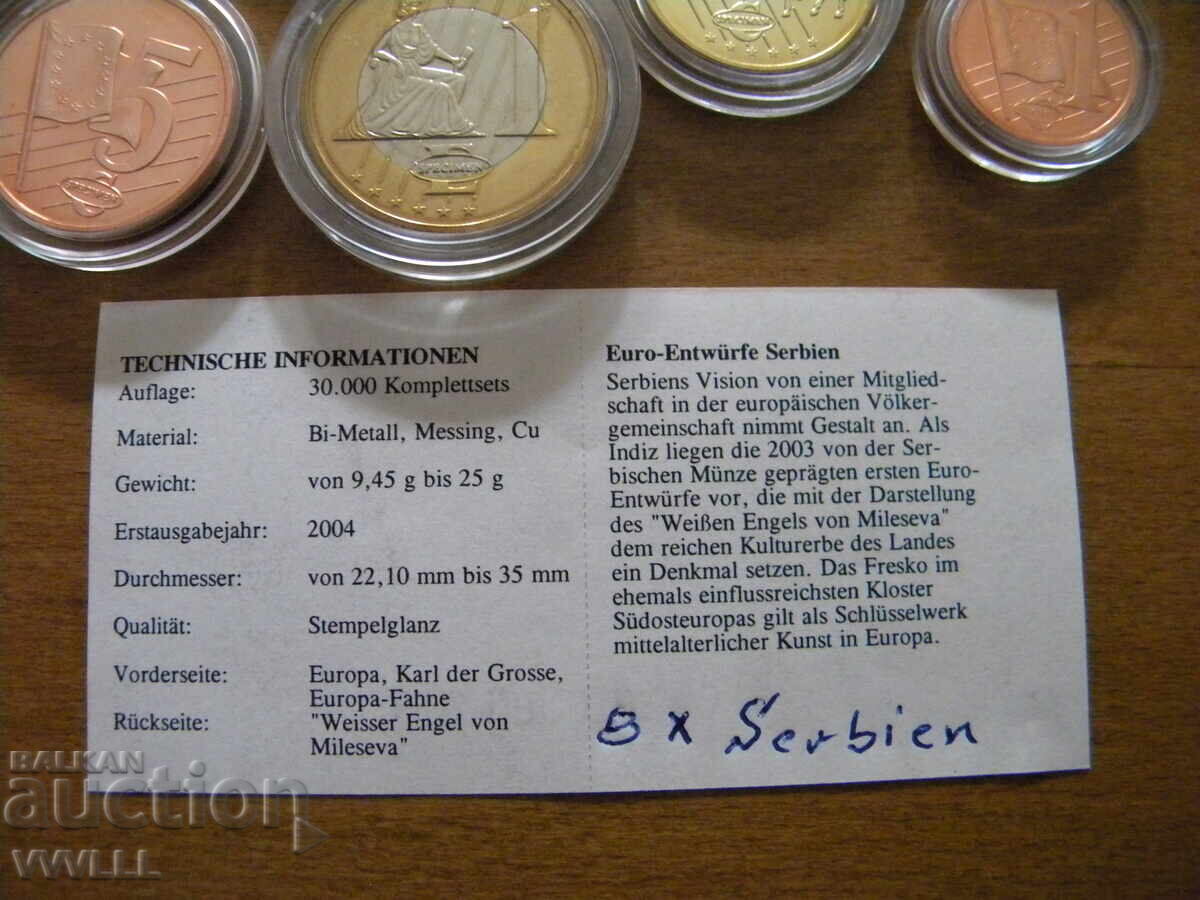 5
SPECIMEN
1
SPECIMEN
SPECIMEN
1
TECHNISCHE INFORMATIONEN
Auflage: 30.000 Komplettsets
Material: Bi-Metall, Messing, Cu
Gewicht: von 9,45 g bis 25 g
Erstausgabejahr: 2004
Durchmesser: von 22,10 mm bis 35 mm
Qualität: Stempelglanz
Vorderseite: Europa, Karl der Grosse,
Europa-Fahne
Rückseite: "Weisser Engel von
Mileseva"
Euro-Entwürfe Serbien
Serbiens Vision von einer Mitglied-
schaft in der europäischen Völker-
gemeinschaft nimmt Gestalt an. Als
Indiz liegen die 2003 von der Ser-
bischen Münze geprägten ersten Euro-
Entwürfe vor, die mit der Darstellung
des "Weißen Engels von Mileseva"
dem reichen Kulturerbe des Landes
ein Denkmal setzen. Das Fresko im
ehemals einflussreichsten Kloster
Südosteuropas gilt als Schlüsselwerk
mittelalterlicher Kunst in Europa.
8 x Serbien
BALKAN
auction
VVVLLL